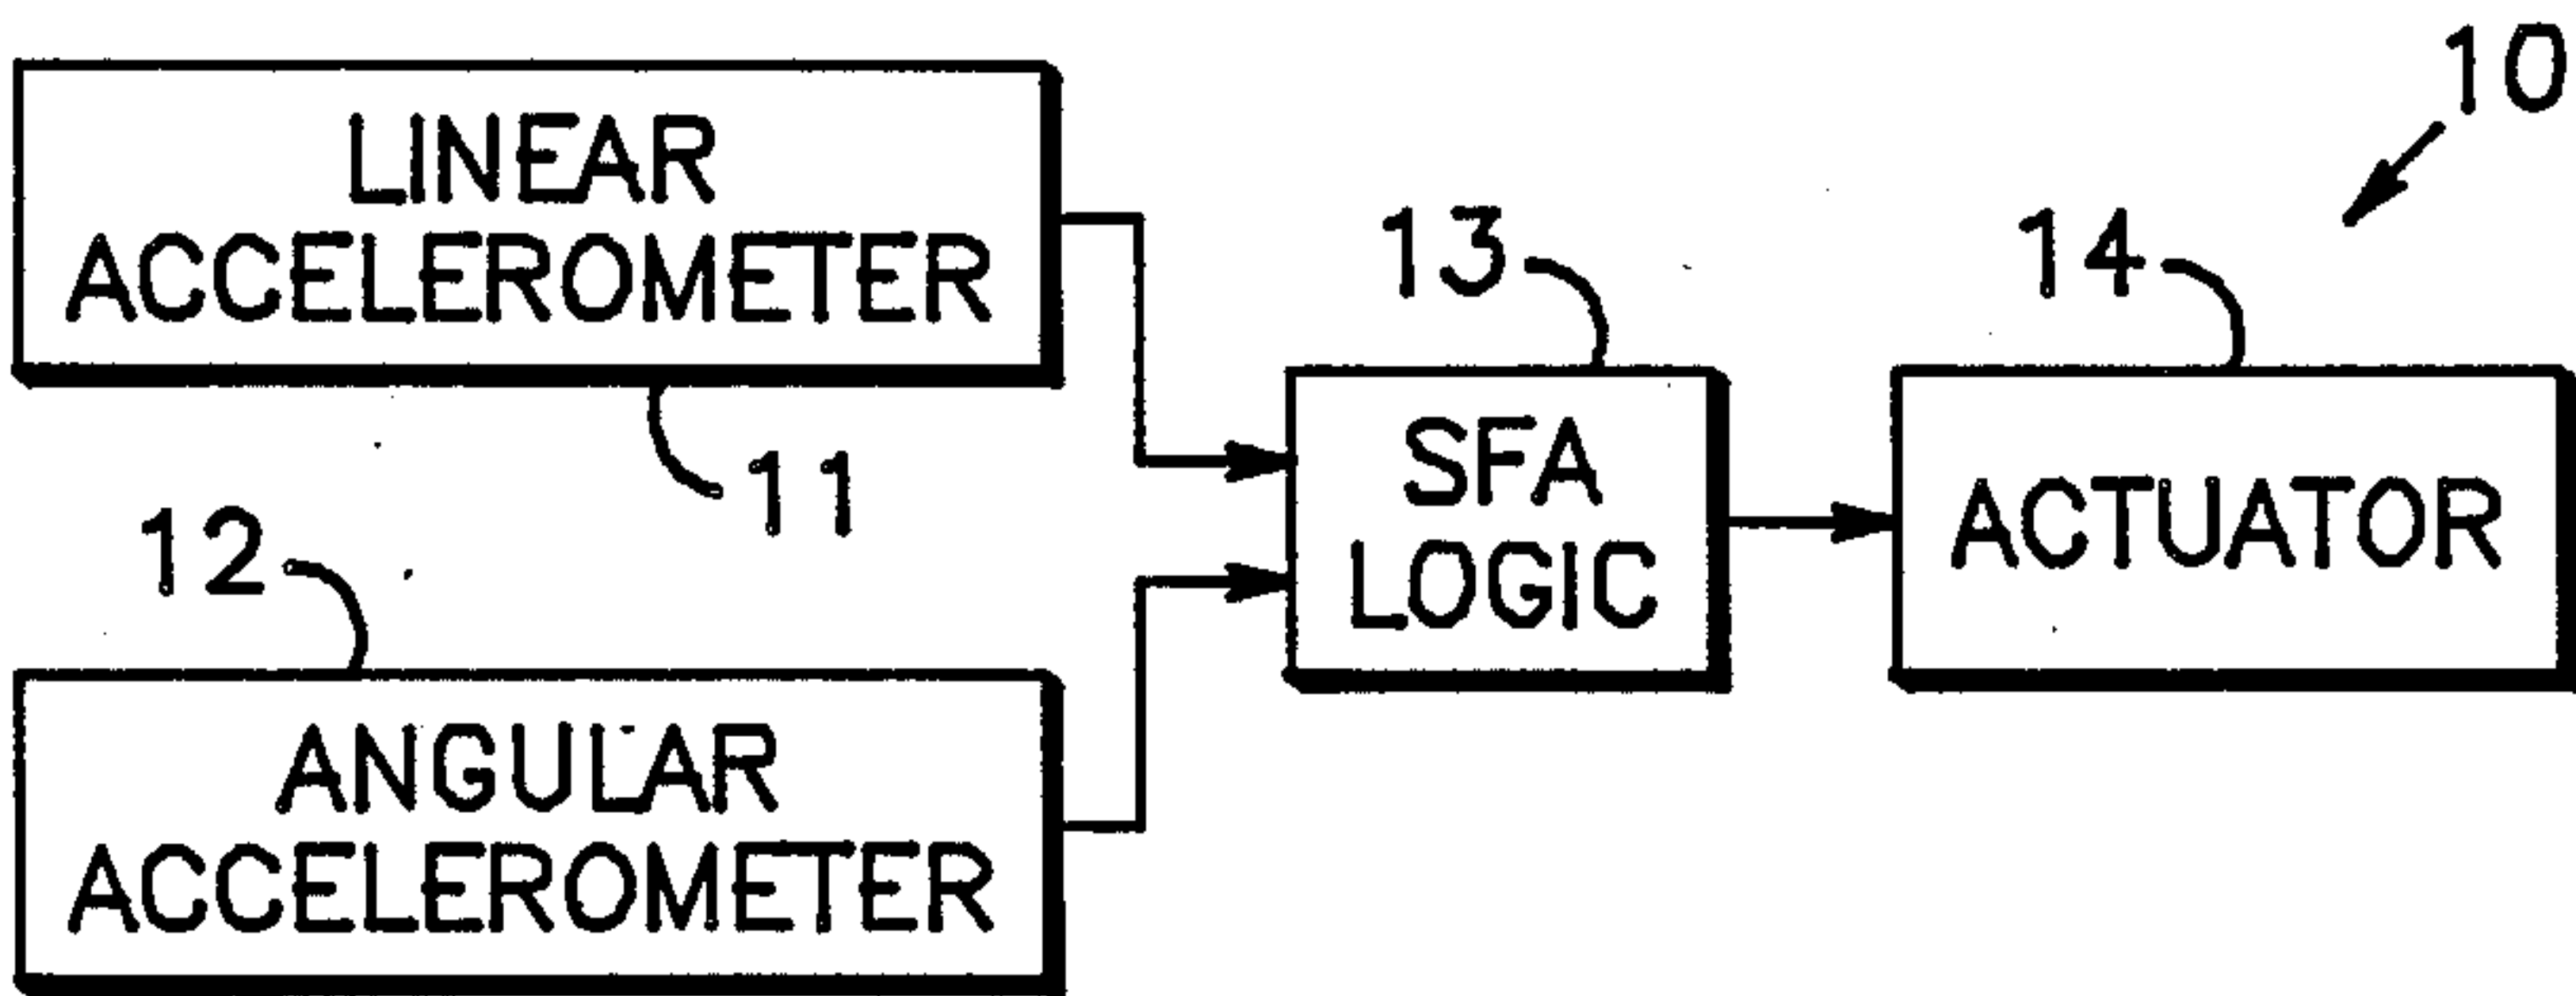 10
LINEAR
ACCELEROMETER
13
14
11
SFA
LOGIC
ACTUATOR
12
ANGULAR
ACCELEROMETER